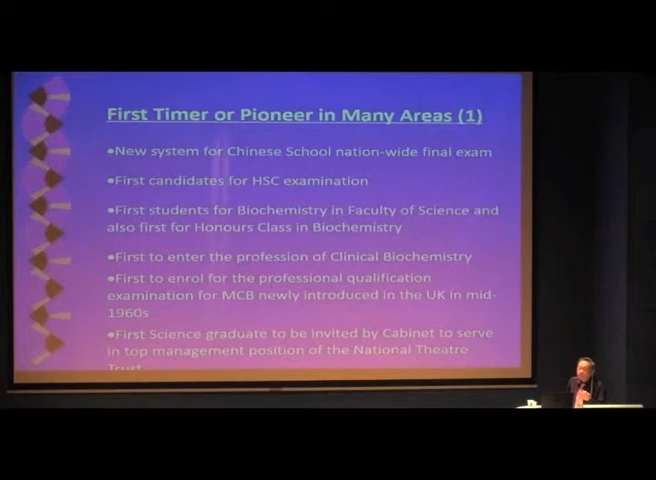 First Timer or Pioneer in Many Areas (1)
•New system for Chinese School nation-wide final exam
•First candidates for HSC examination
•First students for Biochemistry in Faculty of Science and
also first for Honours Class in Biochemistry
•First to enter the profession of Clinical Biochemistry
•First to enrol for the professional qualification
examination for MCB newly introduced in the UK in mid-
1960s
•First Science graduate to be invited by Cabinet to serve
in top management position of the National Theatre
Trust